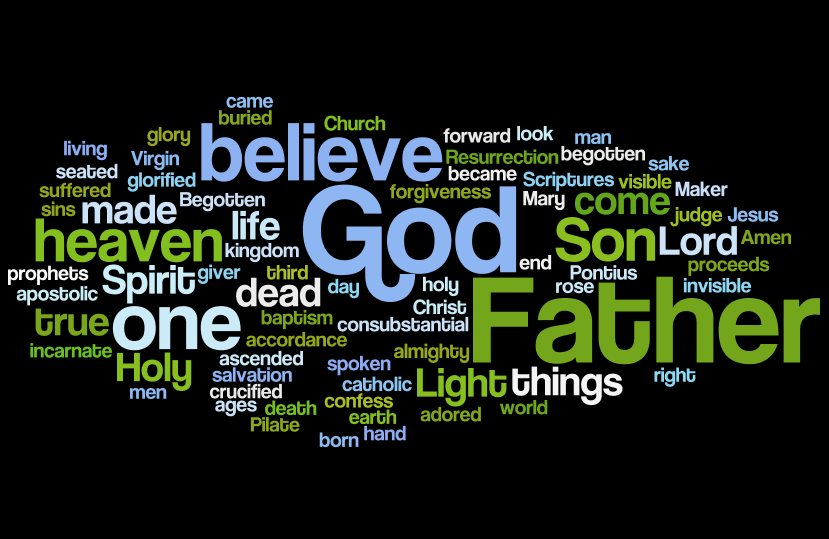 came
buried
Church
glory
believe
forward look man
living
Virgin
Resurrection begotten
sake
seated
glorified
became
Scriptures visible
Maker
suffered
Begotten
forgiveness
Mary
come
sins
made
life
God
judge
Jesus
heaven
kingdom
Son
Lord
Amen
end
proceeds
prophets
Spirit
giver
third
day
holy
Pontius
rose
invisible
apostolic
dead
Christ
Father
true
one
baptism
consubstantial
accordance
incarnate
Holy
ascended
spoken
almighty
salvation
catholic
Light
things
right
men
crucified
ages
death
confess
earth
adored
world
Pilate
born
hand